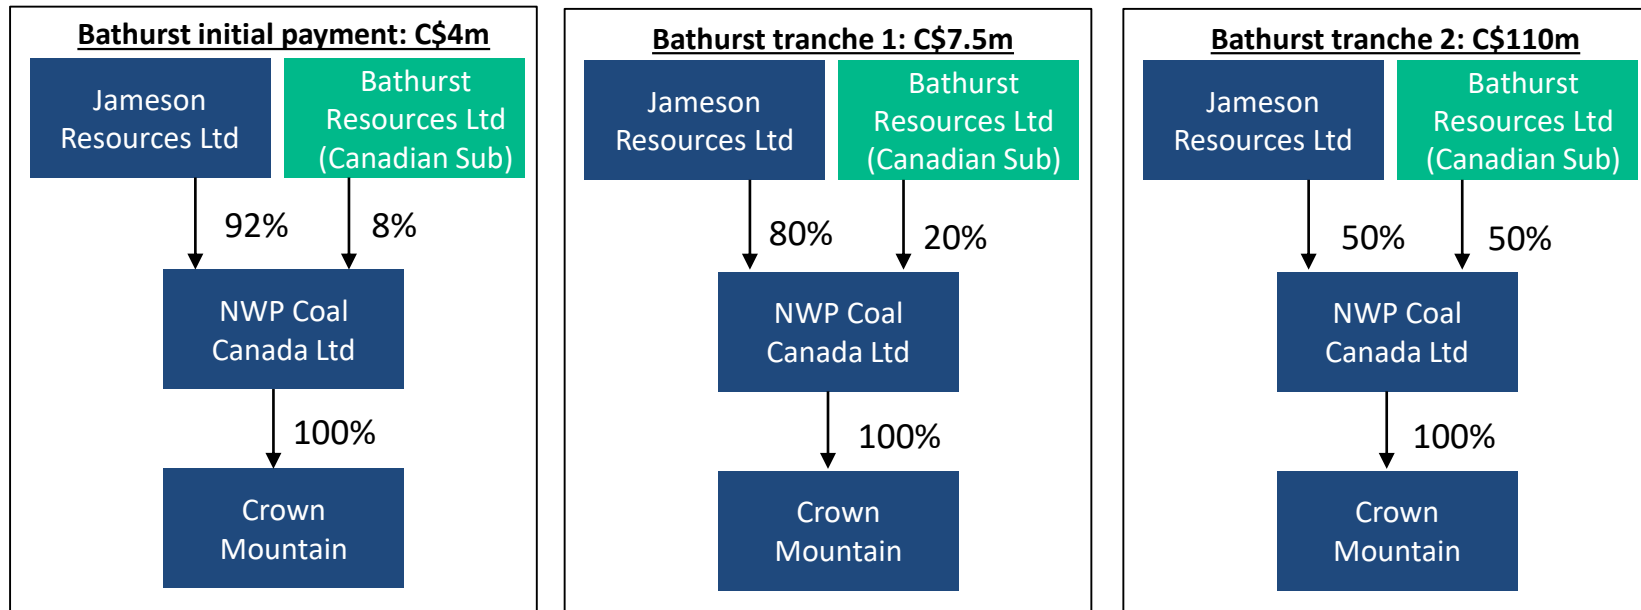 Bathurst initial payment: C$4m
Jameson
Resources Ltd
Bathurst
Resources Ltd
(Canadian Sub)
92%
8%
NWP Coal
Canada Ltd
100%
Crown
Mountain
Bathurst tranche 1: C$7.5m
Jameson
Resources Ltd
Bathurst
Resources Ltd
(Canadian Sub)
80%
20%
NWP Coal
Canada Ltd
100%
Crown
Mountain
Bathurst tranche 2: C$110m
Jameson
Resources Ltd
Bathurst
Resources Ltd
(Canadian Sub)
50%
50%
NWP Coal
Canada Ltd
100%
Crown
Mountain